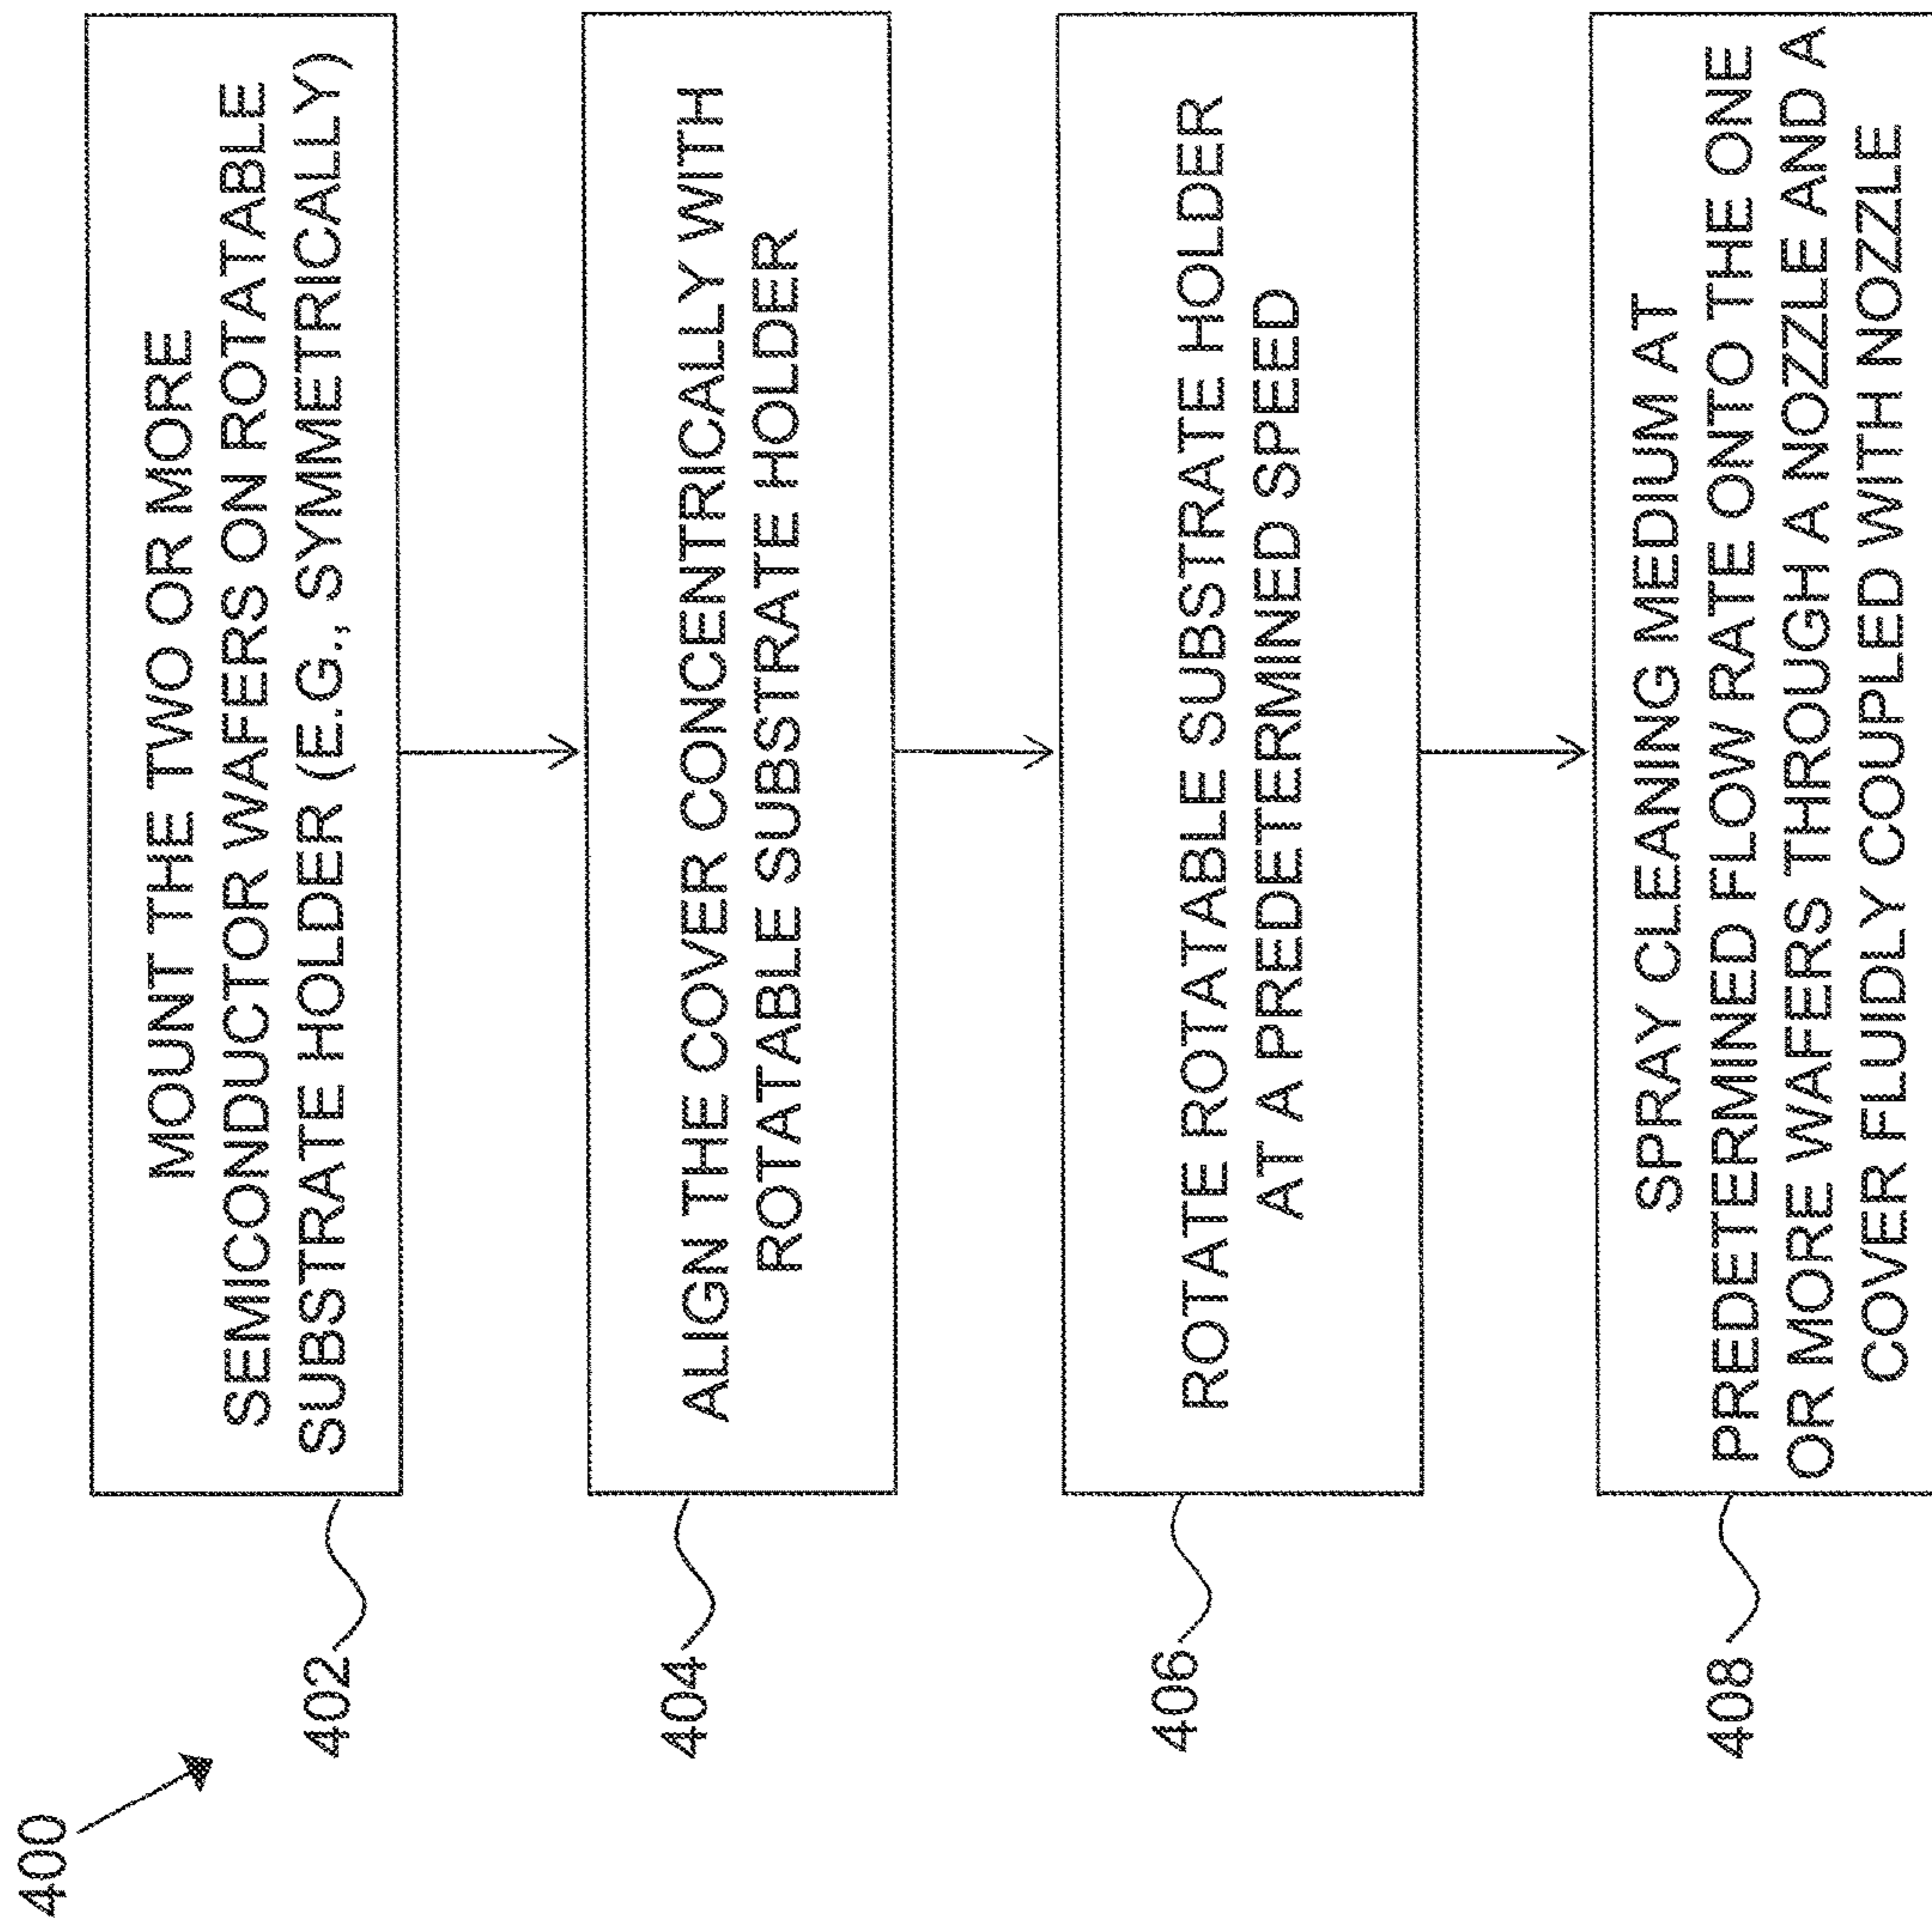 400
402
MOUNT THE TWO OR MORE
SEMICONDUCTOR WAFERS ON ROTATABLE
SUBSTRATE HOLDER (E.G., SYMMETRICALLY)
404
ALIGN THE COVER CONCENTRICALLY WITH
ROTATABLE SUBSTRATE HOLDER
406
ROTATE ROTATABLE SUBSTRATE HOLDER
AT A PREDETERMINED SPEED
408
SPRAY CLEANING MEDIUM AT
PREDETERMINED FLOW RATE ONTO THE ONE
OR MORE WAFERS THROUGH A NOZZLE AND A
COVER FLUIDLY COUPLED WITH NOZZLE